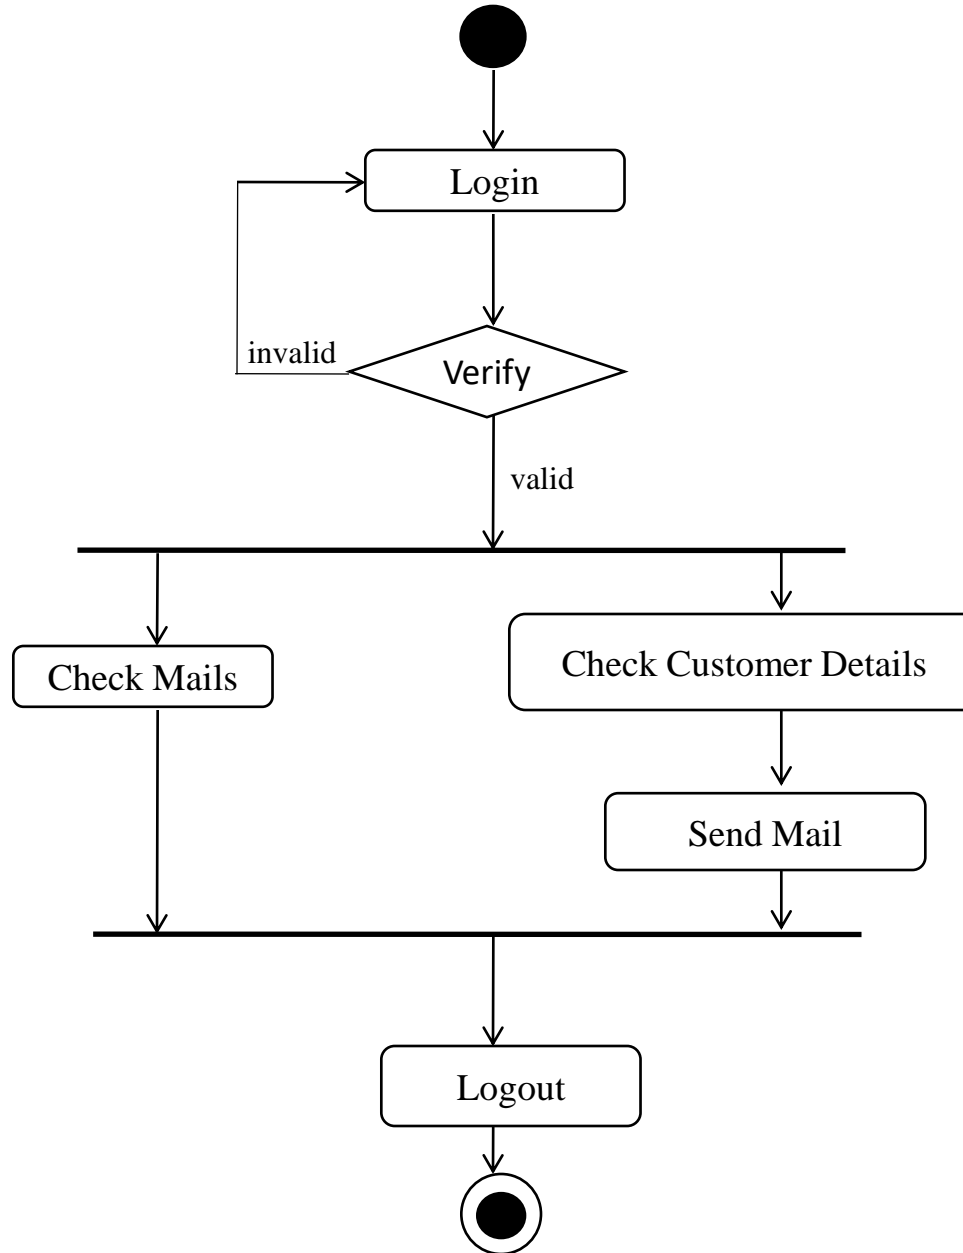 Login
invalid
Verify
valid
Check Mails
Check Customer Details
Send Mail
Logout